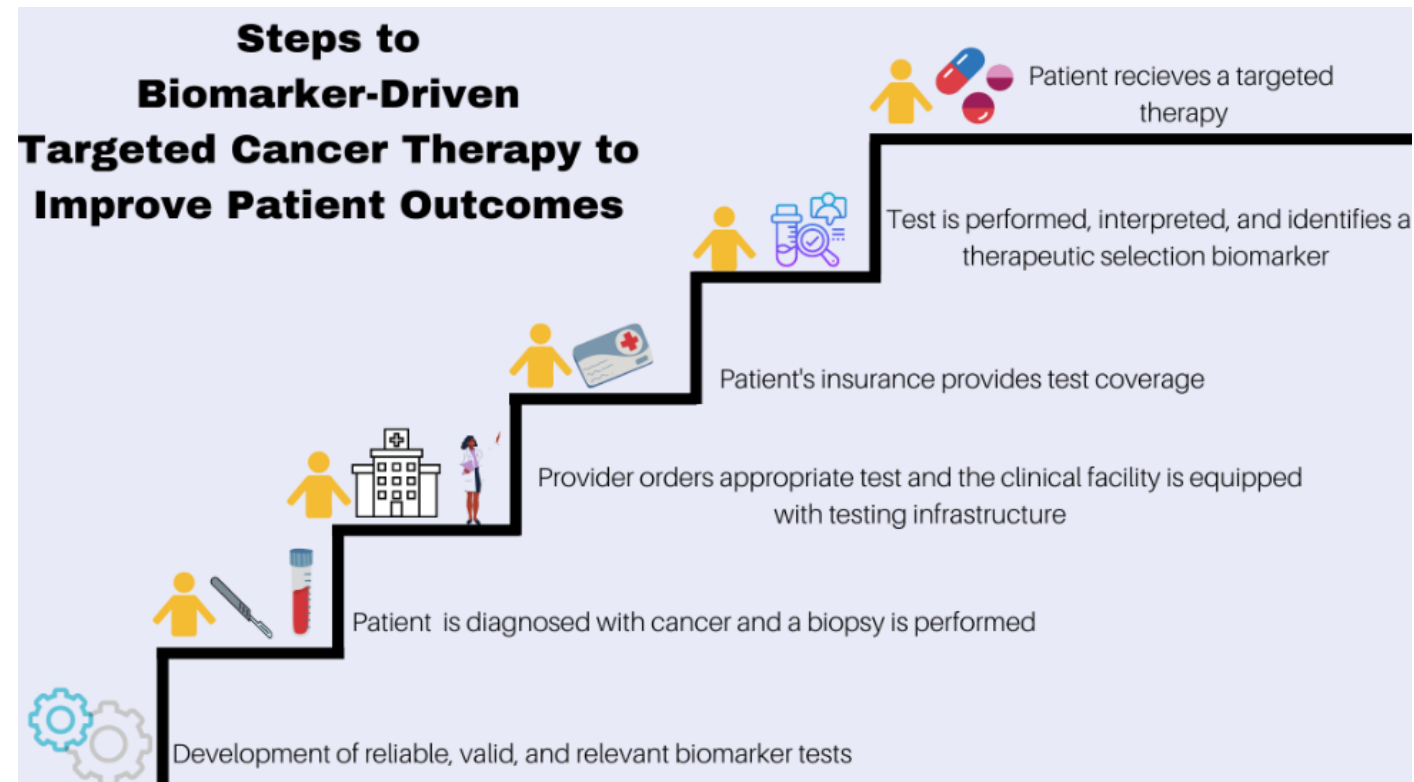 Steps to
Biomarker-Driven
Targeted Cancer Therapy to
Improve Patient Outcomes
Patient recieves a targeted
therapy
Test is performed, interpreted, and identifies a
therapeutic selection biomarker
Patient's insurance provides test coverage
Provider orders appropriate test and the clinical facility is equipped
with testing infrastructure
Patient is diagnosed with cancer and a biopsy is performed
Development of reliable, valid, and relevant biomarker tests